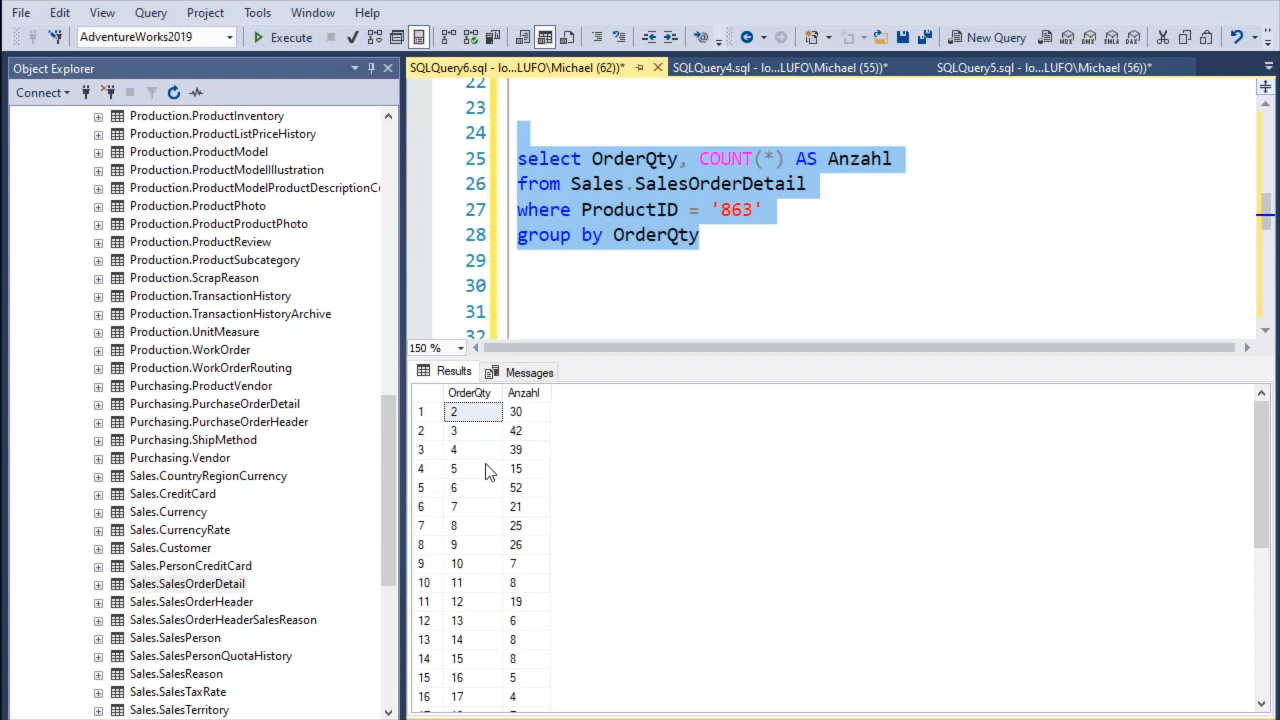 File Edit View Query Project Tools Window Help
AdventureWorks2019 Execute New Query
Object Explorer
Connect
Production.ProductInventory
Production.ProductListPriceHistory
Production.ProductModel
Production.ProductModelIllustration
Production.ProductModelProductDescriptionCu
Production.ProductPhoto
Production.ProductProductPhoto
Production.ProductReview
Production.ProductSubcategory
Production.ScrapReason
Production.TransactionHistory
Production.TransactionHistoryArchive
Production.UnitMeasure
Production.WorkOrder
Production.WorkOrderRouting
Purchasing.ProductVendor
Purchasing.PurchaseOrderDetail
Purchasing.PurchaseOrderHeader
Purchasing.ShipMethod
Purchasing.Vendor
Sales.CountryRegionCurrency
Sales.CreditCard
Sales.Currency
Sales.CurrencyRate
Sales.Customer
Sales.PersonCreditCard
Sales.SalesOrderDetail
Sales.SalesOrderHeader
Sales.SalesOrderHeaderSalesReason
Sales.SalesPerson
Sales.SalesPersonQuotaHistory
Sales.SalesReason
Sales.SalesTaxRate
Sales.SalesTerritory
SQLQuery6.sql - lo...LUFO\Michael (62))* SQLQuery4.sql - lo...LUFO\Michael (55))* SQLQuery5.sql - lo...LUFO\Michael (56))*
22
23
24
25 select OrderQty, COUNT(*) AS Anzahl
26 from Sales.SalesOrderDetail
27 where ProductID = '863'
28 group by OrderQty
29
30
31
32
150 %
Results Messages
OrderQty Anzahl
1 2 30
2 3 42
3 4 39
4 5 15
5 6 52
6 7 21
7 8 25
8 9 26
9 10 7
10 11 8
11 12 19
12 13 6
13 14 8
14 15 8
15 16 5
16 17 4